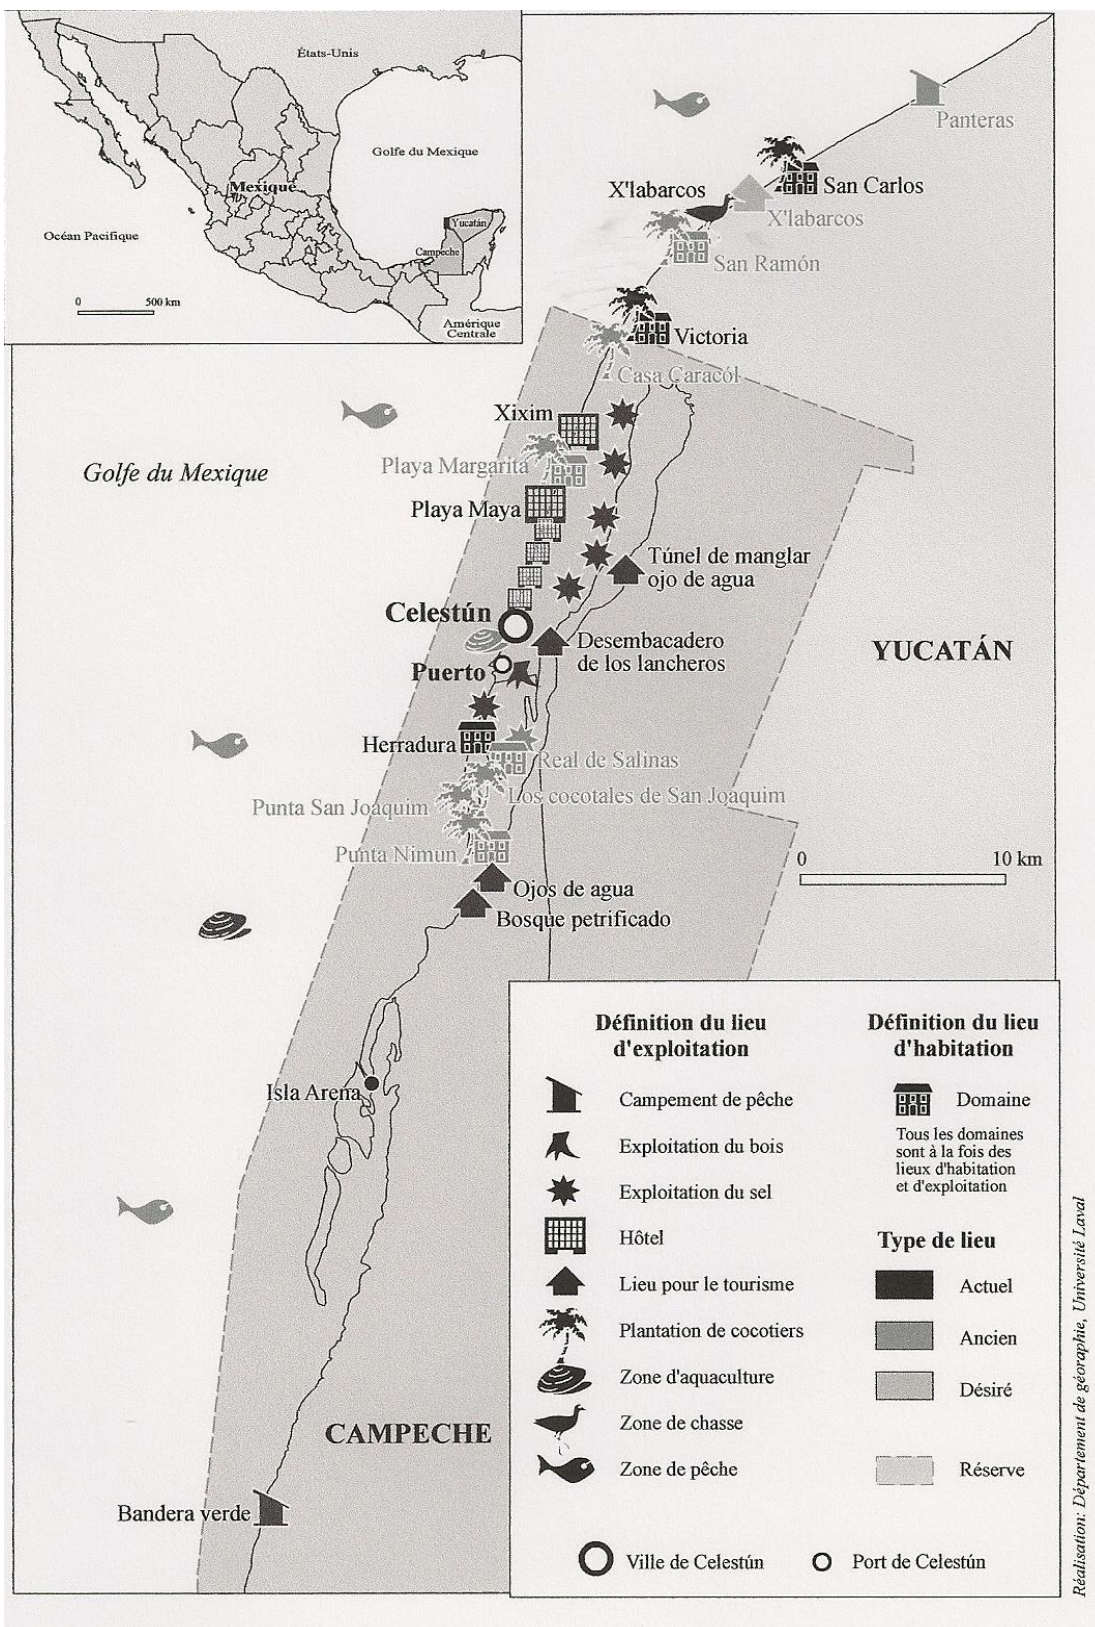 États-Unis
Golfe du Mexique
Mexique
Océan Pacifique
Yucatán
Campeche
0 500 km
Amérique
Centrale
Panteras
San Carlos
X'labarcos
X'labarcos
San Ramón
Victoria
Casa Caracól
Xixim
Golfe du Mexique
Playa Margarita
Playa Maya
Túnel de manglar
ojo de agua
Celestún
Desembacadero
de los lancheros
YUCATÁN
Puerto
Herradura
Real de Salinas
Los cocotales de San Joaquim
Punta San Joaquim
Punta Nimun
0 10 km
Ojos de agua
Bosque petrificado
Isla Arena
CAMPECHE
Bandera verde
Définition du lieu
d'exploitation
Campement de pêche
Exploitation du bois
Exploitation du sel
Hôtel
Lieu pour le tourisme
Plantation de cocotiers
Zone d'aquaculture
Zone de chasse
Zone de pêche
Définition du lieu
d'habitation
Domaine
Tous les domaines
sont à la fois des
lieux d'habitation
et d'exploitation
Type de lieu
Actuel
Ancien
Désiré
Réserve
Ville de Celestún
Port de Celestún
Réalisation: Département de géoraphie, Université Laval